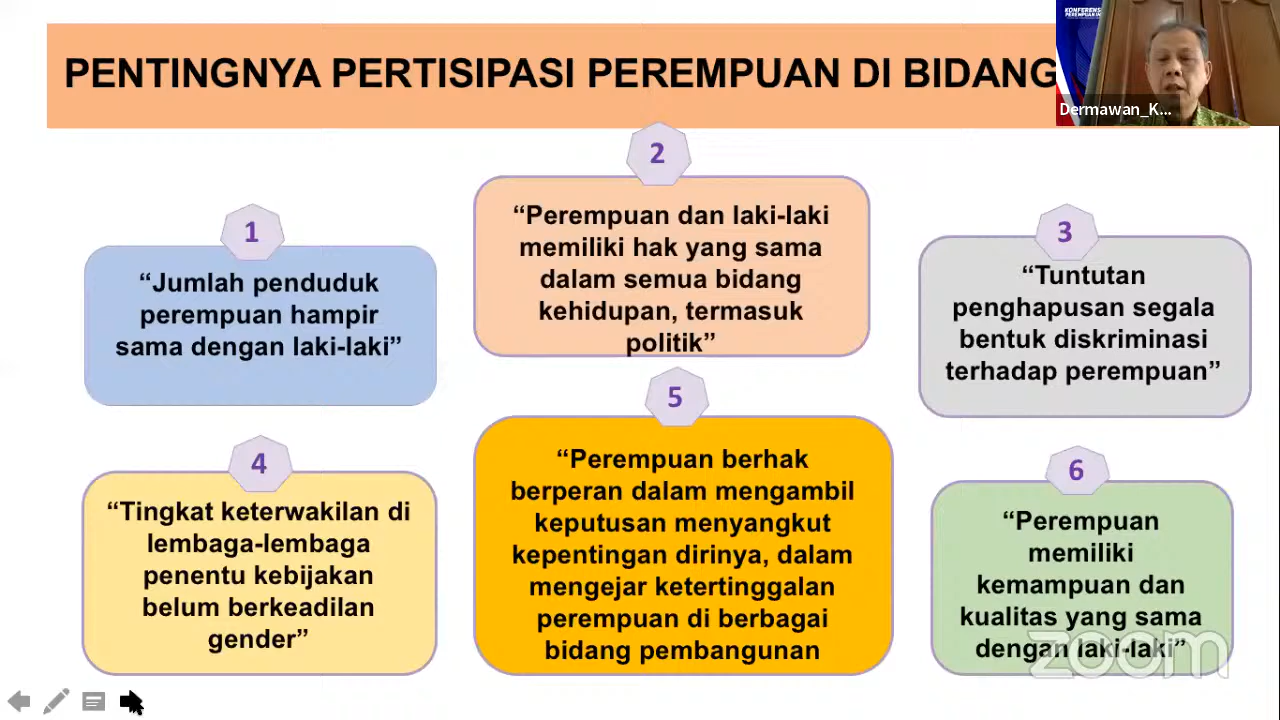 PENTINGNYA PERTISIPASI PEREMPUAN DI BIDANG
KONFERENS
PEREMPUAN IN
Dermawan_K...
1
“Jumlah penduduk
perempuan hampir
sama dengan laki-laki”
2
“Perempuan dan laki-laki
memiliki hak yang sama
dalam semua bidang
kehidupan, termasuk
politik”
3
“Tuntutan
penghapusan segala
bentuk diskriminasi
terhadap perempuan”
4
“Tingkat keterwakilan di
lembaga-lembaga
penentu kebijakan
belum berkeadilan
gender”
5
“Perempuan berhak
berperan dalam mengambil
keputusan menyangkut
kepentingan dirinya, dalam
mengejar ketertinggalan
perempuan di berbagai
bidang pembangunan
6
“Perempuan
memiliki
kemampuan dan
kualitas yang sama
dengan laki-laki”
zoom